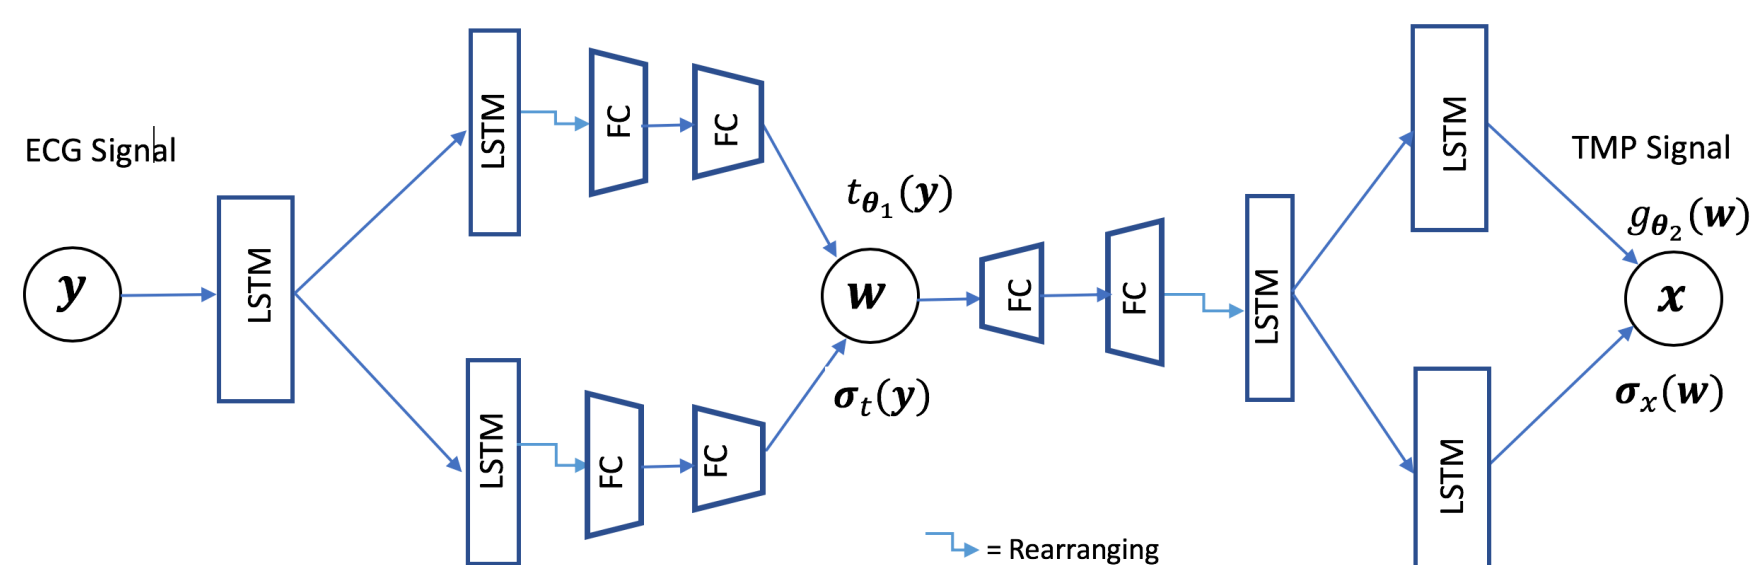 ECG Signal
y
LSTM
LSTM
FC
FC
LSTM
FC
FC
t_θ₁(y)
w
σ_t(y)
FC
FC
LSTM
LSTM
LSTM
TMP Signal
g_θ₂(w)
x
σ_x(w)
= Rearranging